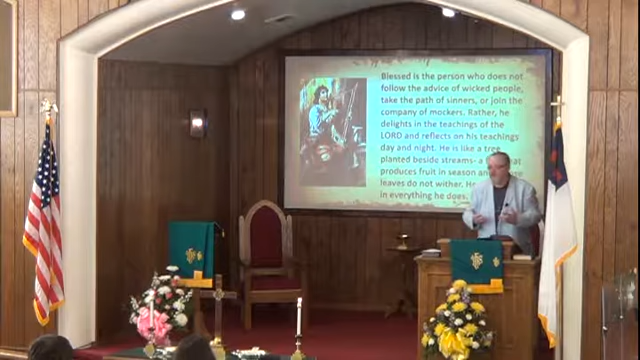 Blessed is the person who does not
follow the advice of wicked people,
take the path of sinners, or join the
company of mockers. Rather, he
delights in the teachings of the
LORD and reflects on his teachings
day and night. He is like a tree
planted beside streams- a that
produces fruit in season and
leaves do not wither. He
in everything he does.